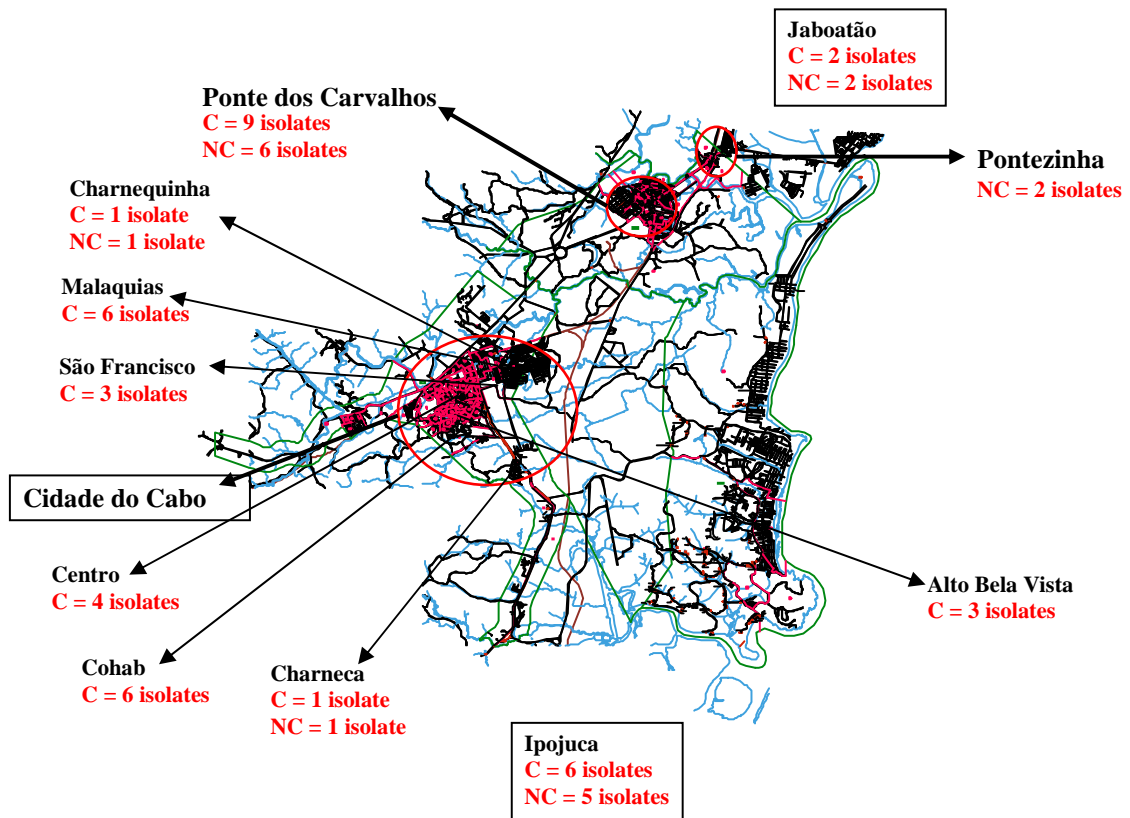 Jaboatão
C = 2 isolates
NC = 2 isolates
Ponte dos Carvalhos
C = 9 isolates
NC = 6 isolates
Pontezinha
NC = 2 isolates
Charnequinha
C = 1 isolate
NC = 1 isolate
Malaquias
C = 6 isolates
São Francisco
C = 3 isolates
Cidade do Cabo
Centro
C = 4 isolates
Alto Bela Vista
C = 3 isolates
Cohab
C = 6 isolates
Charneca
C = 1 isolate
NC = 1 isolate
Ipojuca
C = 6 isolates
NC = 5 isolates